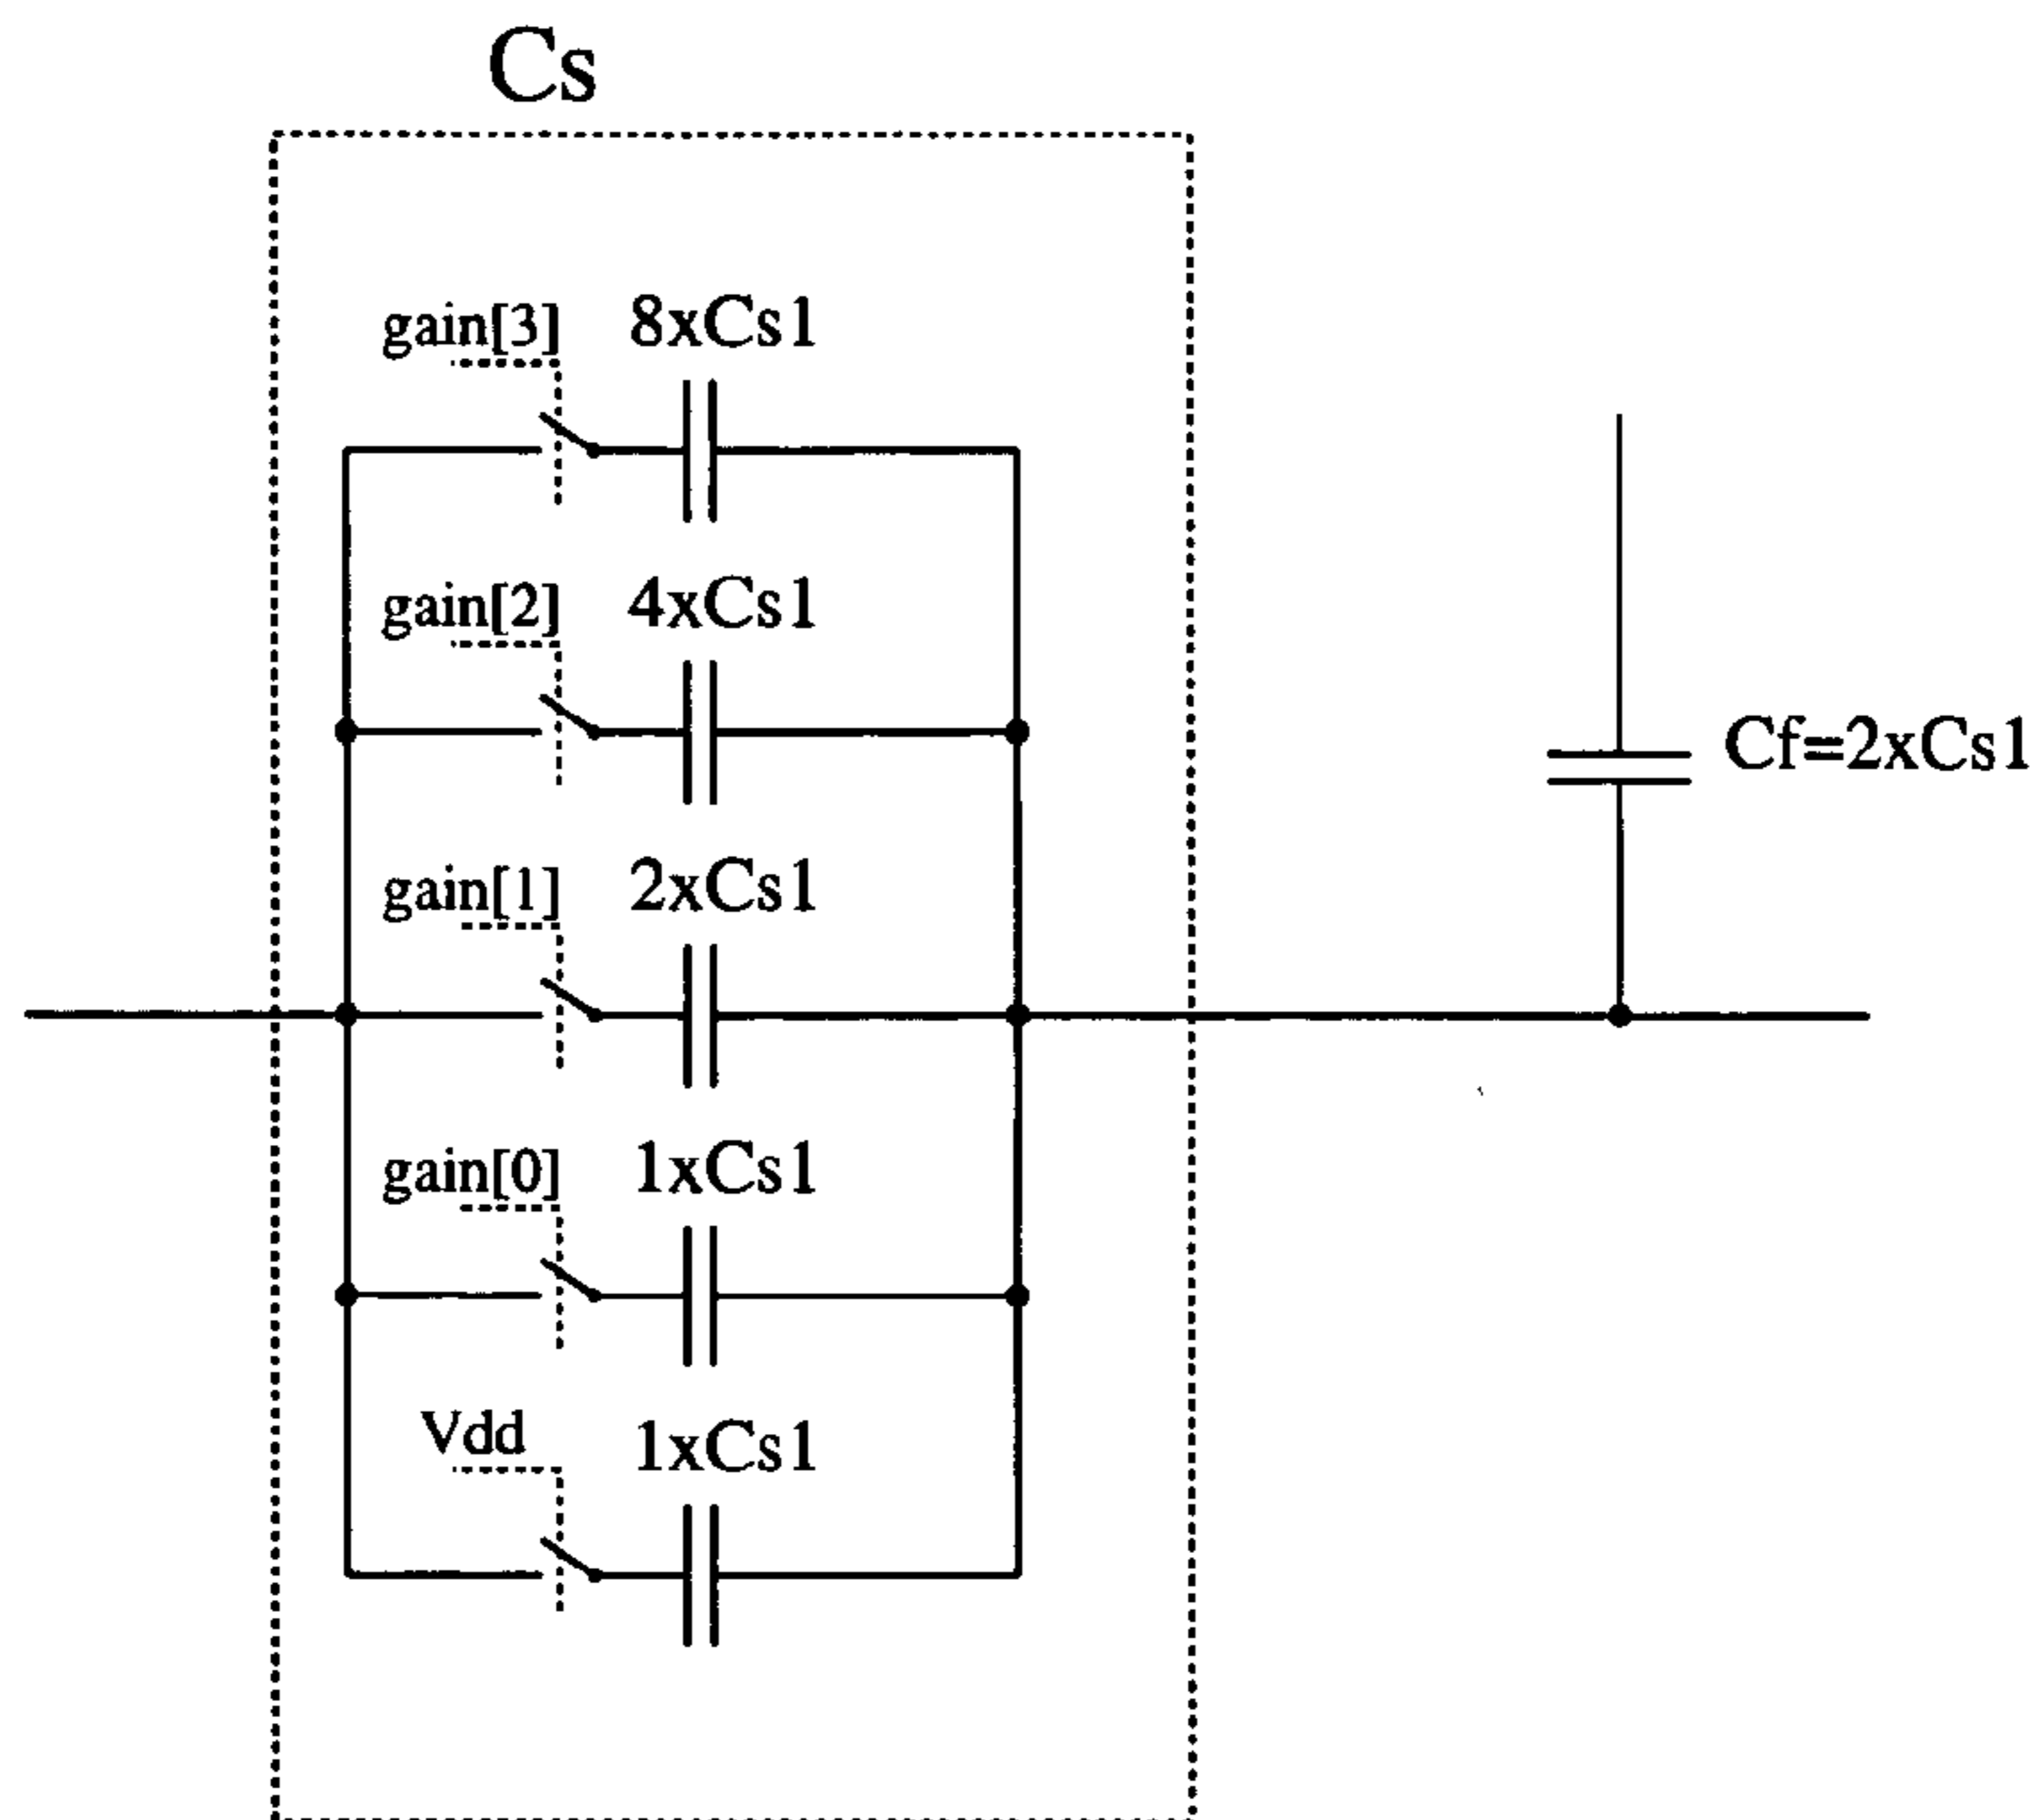 Cs
gain[3] 8xCs1
gain[2] 4xCs1
Cf=2xCs1
gain[1] 2xCs1
gain[0] 1xCs1
Vdd 1xCs1